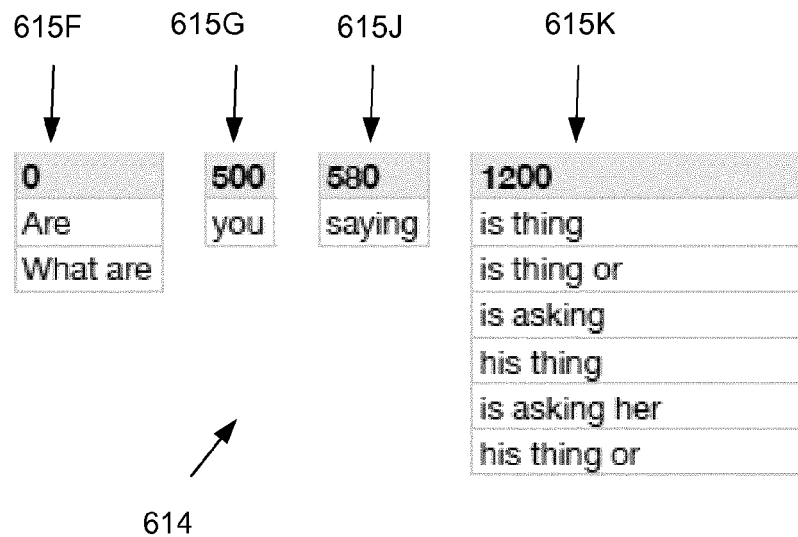 615F 615G 615J 615K
0 500 580 1200
Are you saying is thing
What are is thing or
is asking
his thing
is asking her
his thing or
614